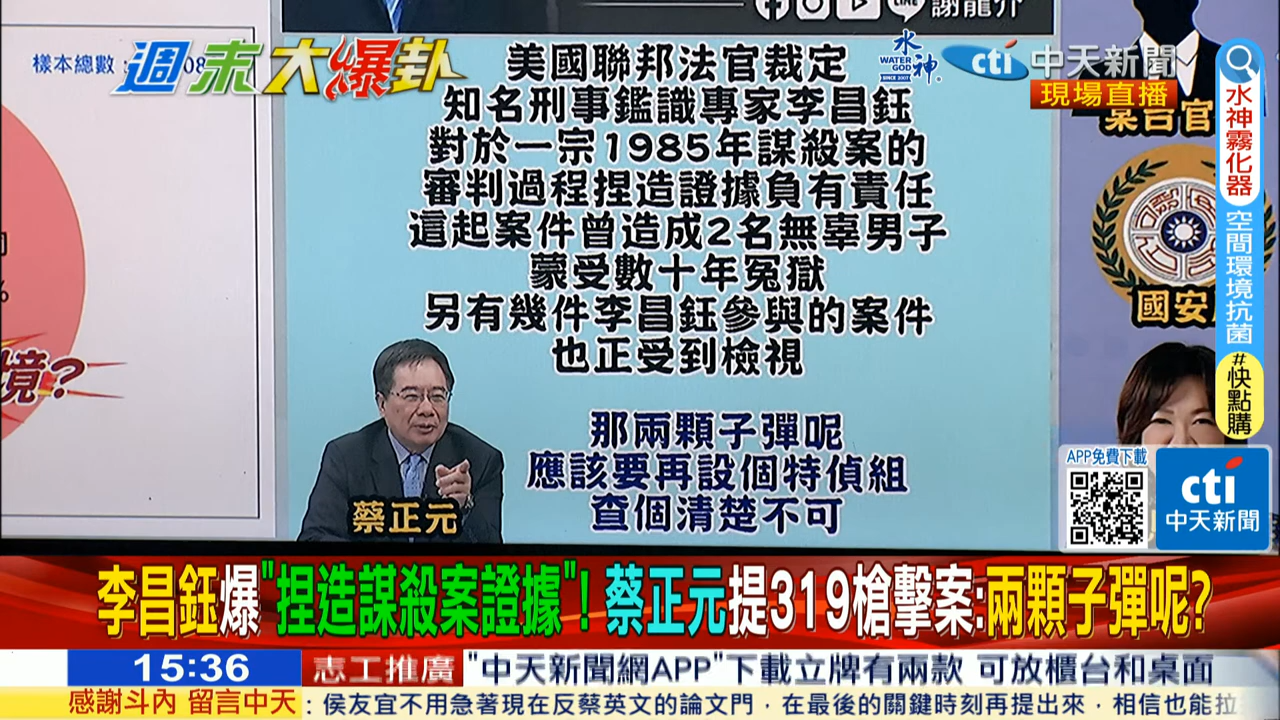 謝龍介
樣本總數:
08
週末大爆卦
水神
WATER GOD
SINCE 2007
cti 中天新聞
現場直播
美國聯邦法官裁定
知名刑事鑑識專家李昌鈺
對於一宗1985年謀殺案的
審判過程捏造證據負有責任
這起案件曾造成2名無辜男子
蒙受數十年冤獄
另有幾件李昌鈺參與的案件
也正受到檢視
那兩顆子彈呢
應該要再設個特偵組
查個清楚不可
蔡正元
%
境?
某台官
國安
水神霧化器
空間環境抗菌
#快點購
APP免費下載
cti
中天新聞
李昌鈺爆"捏造謀殺案證據"! 蔡正元提319槍擊案:兩顆子彈呢?
15:36
志工推廣 "中天新聞網APP"下載立牌有兩款 可放櫃台和桌面
感謝斗內 留言中天:侯友宜不用急著現在反蔡英文的論文門,在最後的關鍵時刻再提出來,相信也能拉